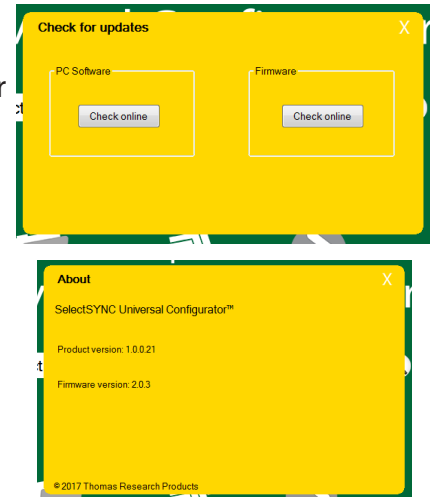 Check for updates
X
PC Software
Firmware
Check online
Check online
About
X
SelectSYNC Universal Configurator™
Product version: 1.0.0.21
Firmware version: 2.0.3
© 2017 Thomas Research Products